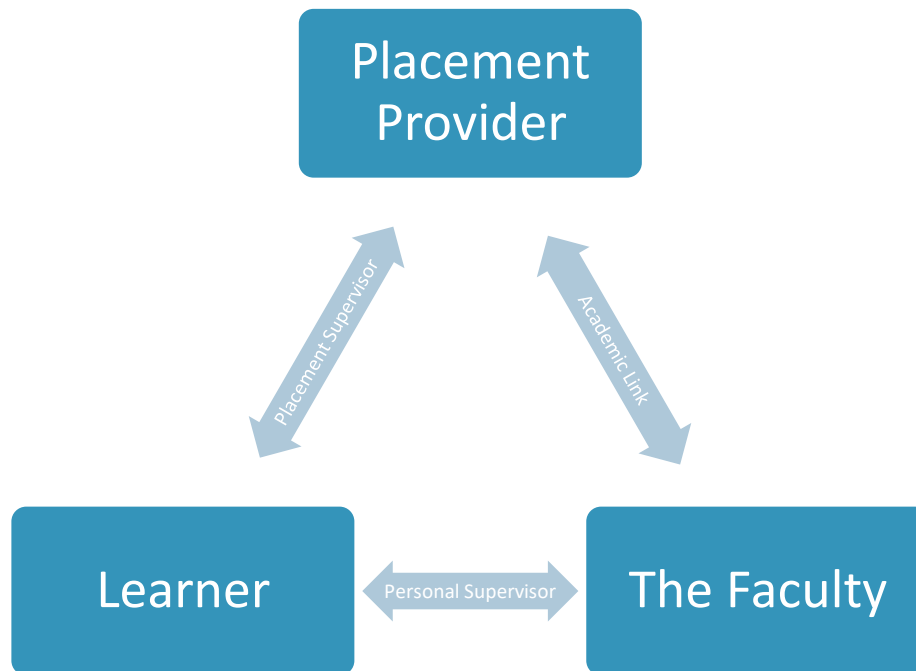 Placement
Provider
Placement Supervisor
Academic Link
Learner
Personal Supervisor
The Faculty